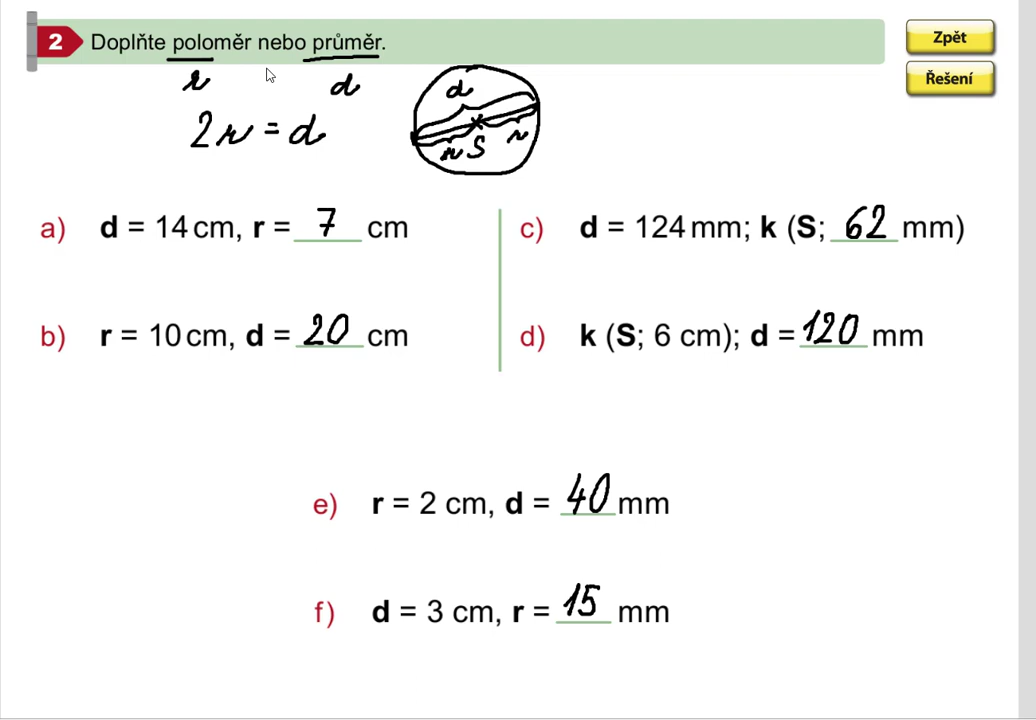 2 Doplňte poloměr nebo průměr.
Zpět
Řešení
r d
2r = d
d
r S r
a) d = 14 cm, r = 7 cm
b) r = 10 cm, d = 20 cm
c) d = 124 mm; k (S; 62 mm)
d) k (S; 6 cm); d = 120 mm
e) r = 2 cm, d = 40 mm
f) d = 3 cm, r = 15 mm